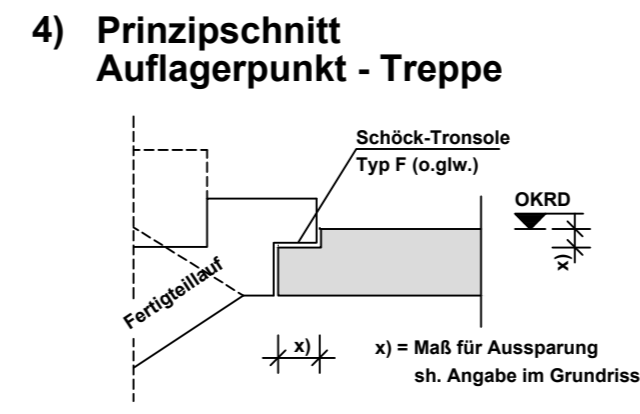 4) Prinzipschnitt
Auflagerpunkt - Treppe
Schöck-Tronsole
Typ F (o.glw.)
OKRD
x)
Fertigteillauf
x)
x) = Maß für Aussparung
sh. Angabe im Grundriss